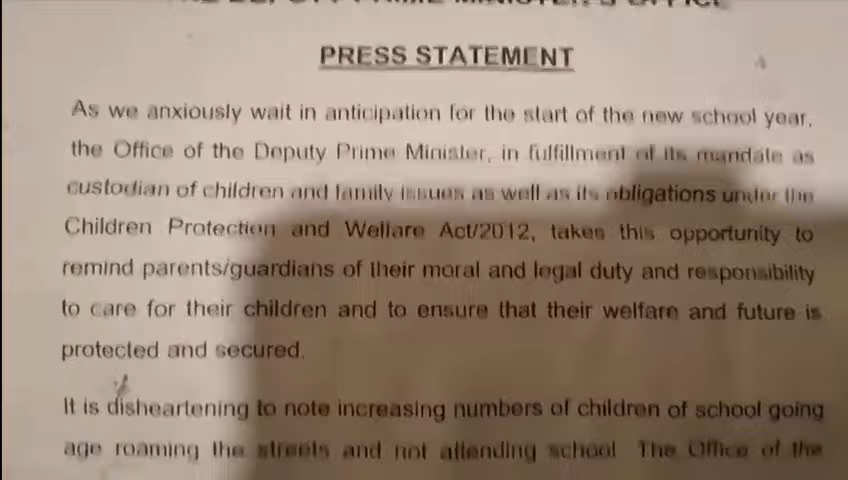 PRIME MINISTER'S OFFICE
PRESS STATEMENT
As we anxiously wait in anticipation for the start of the new school year,
the Office of the Deputy Prime Minister, in fulfillment of its mandate as
custodian of children and family issues as well as its obligations under the
Children Protection and Welfare Act/2012, takes this opportunity to
remind parents/guardians of their moral and legal duty and responsibility
to care for their children and to ensure that their welfare and future is
protected and secured.
It is disheartening to note increasing numbers of children of school going
age roaming the streets and not attending school The Office of the